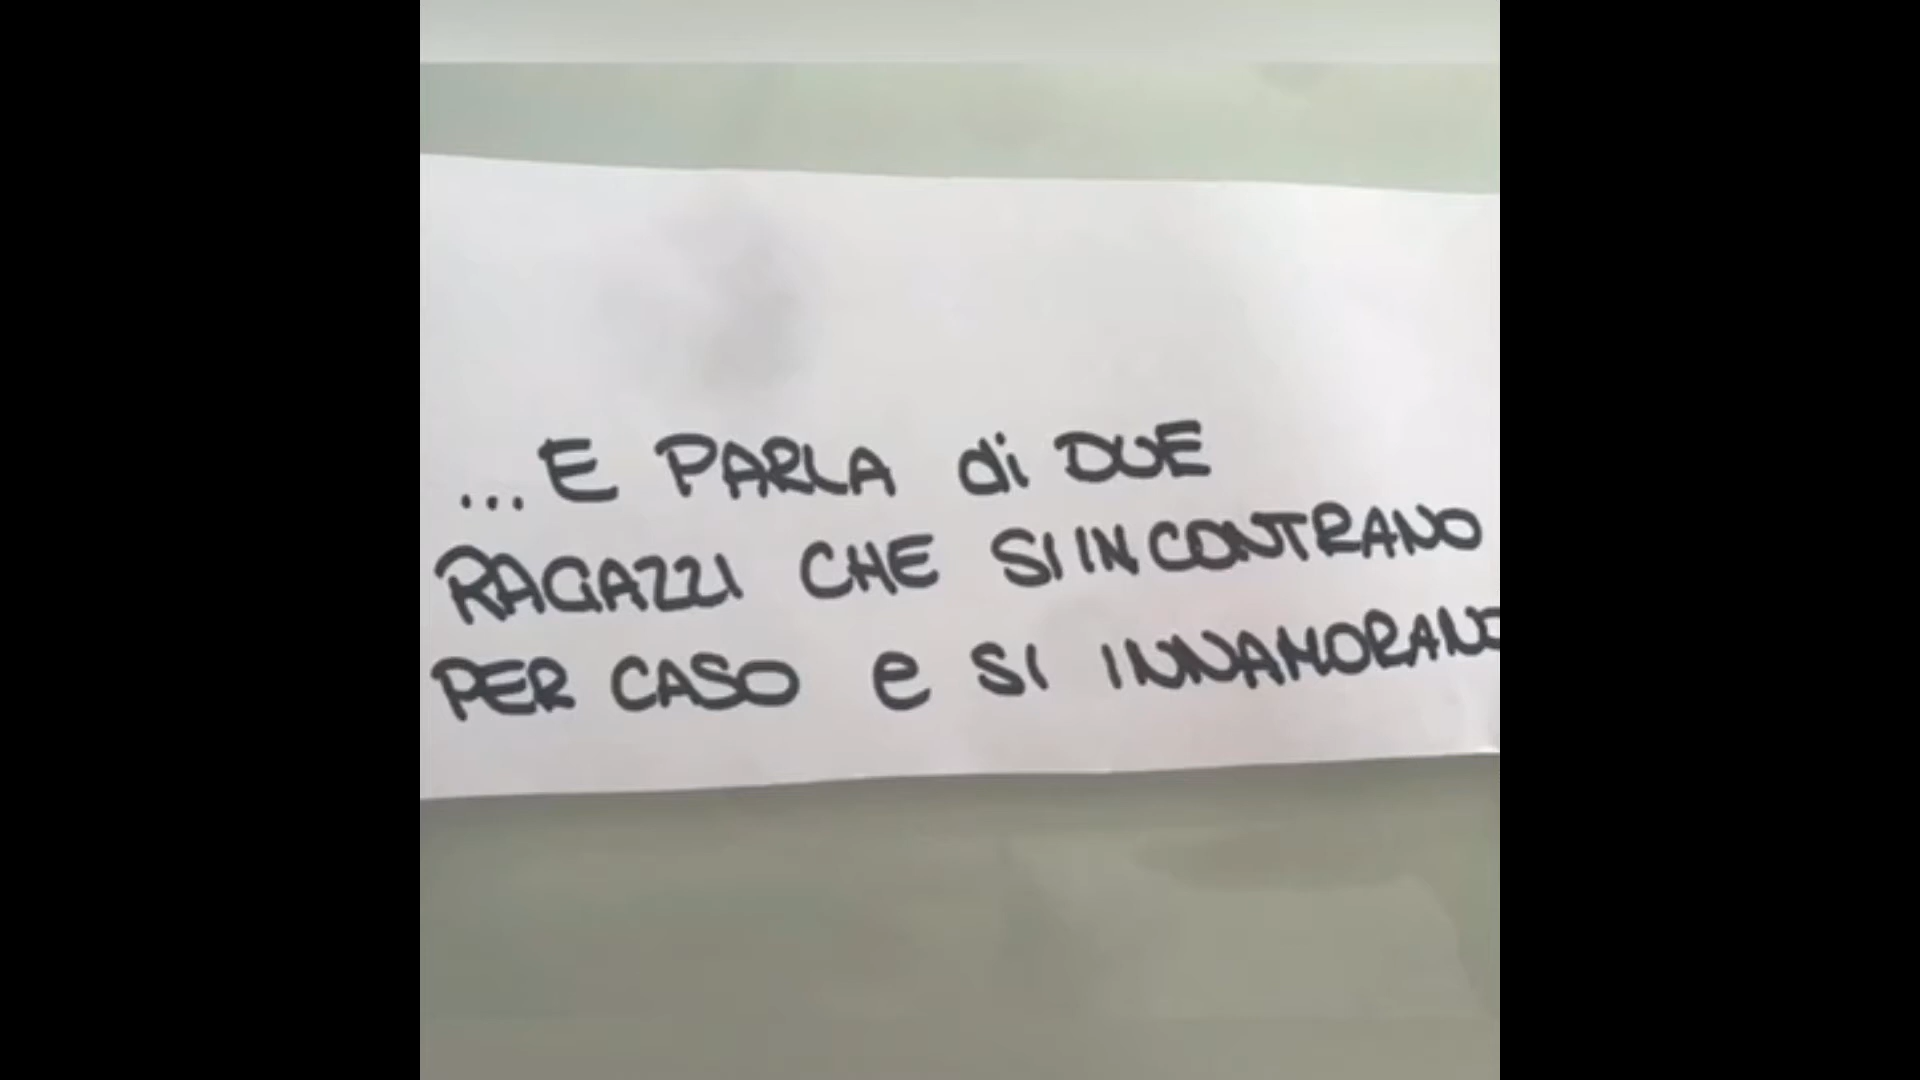 ...E PARLA di DUE
RAGAZZI CHE SI INCONTRANO
PER CASO e SI INNAMORANO